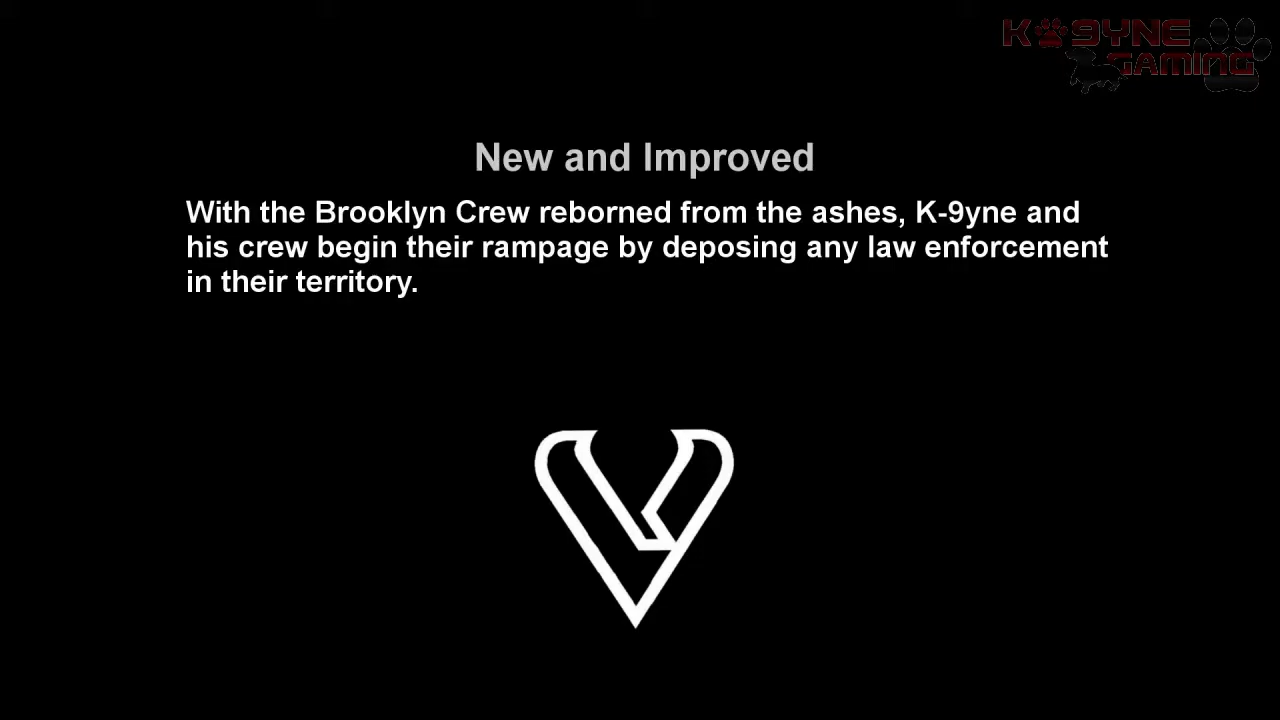 K 9YNE
GAMING
New and Improved
With the Brooklyn Crew reborned from the ashes, K-9yne and
his crew begin their rampage by deposing any law enforcement
in their territory.